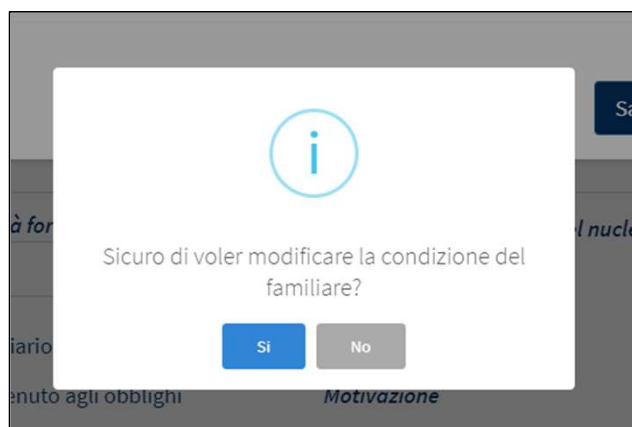 Sa
à for
l nucle
Sicuro di voler modificare la condizione del
familiare?
Si
No
iario
enuto agli obblighi
Motivazione